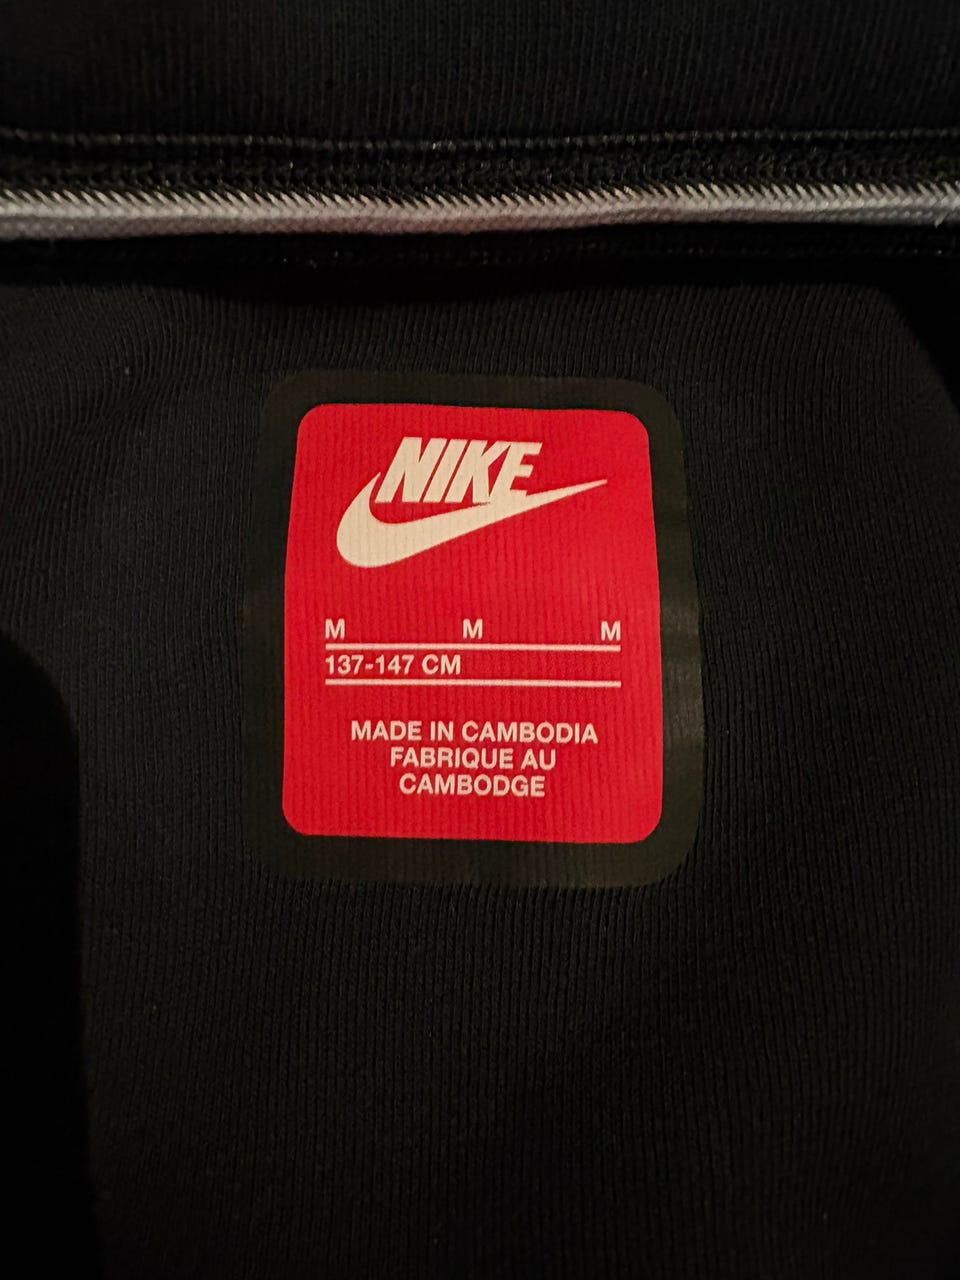 NIKE
M M M
137-147 CM
MADE IN CAMBODIA
FABRIQUE AU
CAMBODGE